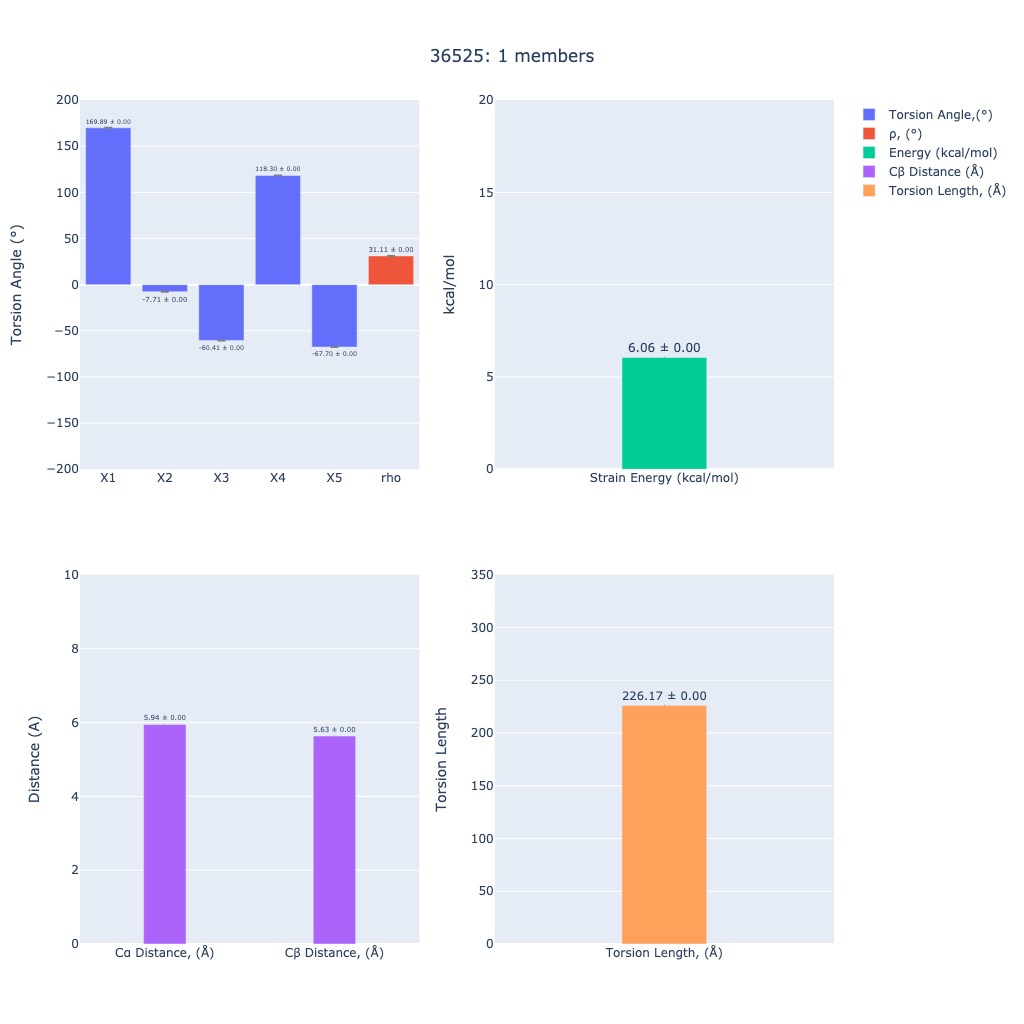 36525: 1 members
200
150
100
50
0
−50
−100
−150
−200
Torsion Angle (°)
169.89 ± 0.00
-7.71 ± 0.00
-60.41 ± 0.00
118.30 ± 0.00
-67.70 ± 0.00
31.11 ± 0.00
X1 X2 X3 X4 X5 rho
20
15
10
5
0
kcal/mol
6.06 ± 0.00
Strain Energy (kcal/mol)
Torsion Angle,(°)
ρ, (°)
Energy (kcal/mol)
Cβ Distance (Å)
Torsion Length, (Å)
10
8
6
4
2
0
Distance (A)
5.94 ± 0.00
5.63 ± 0.00
Cα Distance, (Å) Cβ Distance, (Å)
350
300
250
200
150
100
50
0
Torsion Length
226.17 ± 0.00
Torsion Length, (Å)